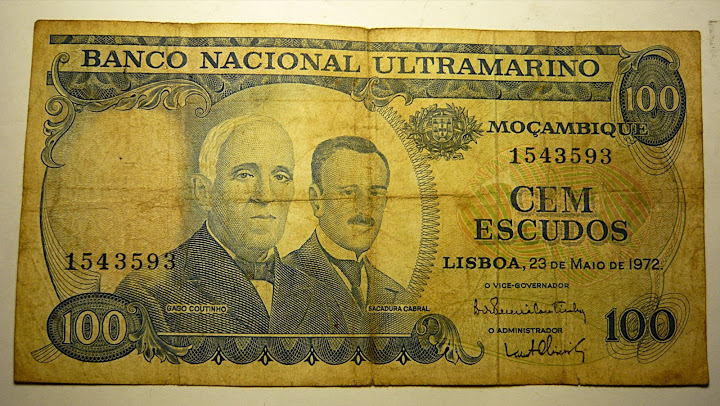 BANCO NACIONAL ULTRAMARINO
100
MOÇAMBIQUE
1543593
CEM
ESCUDOS
1543593
LISBOA, 23 DE MAIO DE 1972.
O VICE-GOVERNADOR
GAGO COUTINHO
SACADURA CABRAL
O ADMINISTRADOR
100
100